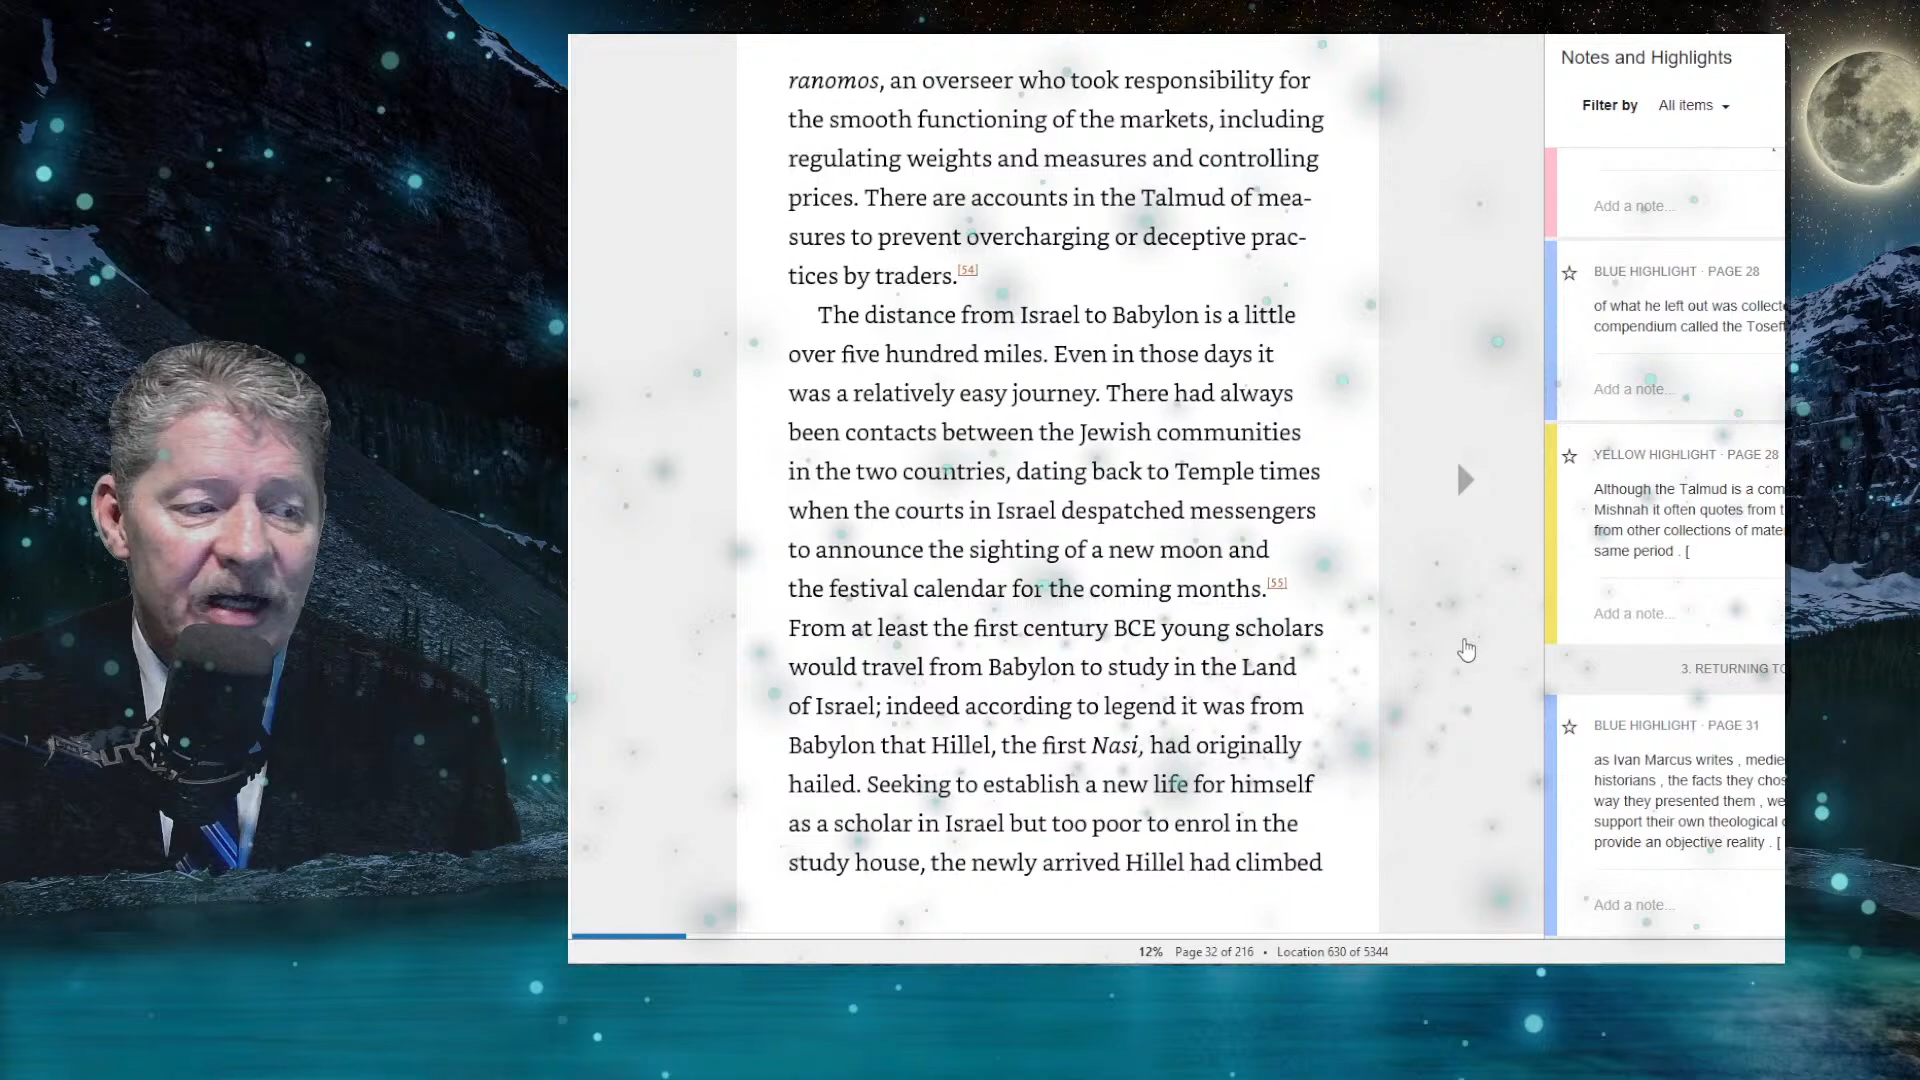 ranomos, an overseer who took responsibility for
the smooth functioning of the markets, including
regulating weights and measures and controlling
prices. There are accounts in the Talmud of mea-
sures to prevent overcharging or deceptive prac-
tices by traders.[54]
The distance from Israel to Babylon is a little
over five hundred miles. Even in those days it
was a relatively easy journey. There had always
been contacts between the Jewish communities
in the two countries, dating back to Temple times
when the courts in Israel despatched messengers
to announce the sighting of a new moon and
the festival calendar for the coming months.[55]
From at least the first century BCE young scholars
would travel from Babylon to study in the Land
of Israel; indeed according to legend it was from
Babylon that Hillel, the first Nasi, had originally
hailed. Seeking to establish a new life for himself
as a scholar in Israel but too poor to enrol in the
study house, the newly arrived Hillel had climbed
12% Page 32 of 216 • Location 630 of 5344
Notes and Highlights
Filter by All items
Add a note...
BLUE HIGHLIGHT · PAGE 28
of what he left out was collecte
compendium called the Tosef
Add a note...
YELLOW HIGHLIGHT · PAGE 28
Although the Talmud is a com
Mishnah it often quotes from t
from other collections of mate
same period . [
Add a note...
3. RETURNING TO
BLUE HIGHLIGHT · PAGE 31
as Ivan Marcus writes , medie
historians , the facts they chos
way they presented them , we
support their own theological
provide an objective reality . [
Add a note...